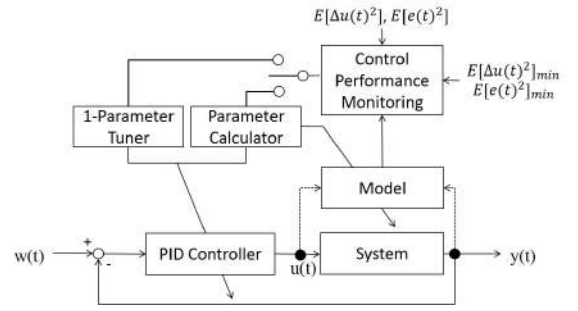 E[Δu(t)²], E[e(t)²]
Control
Performance
Monitoring
E[Δu(t)²]min
E[e(t)²]min
1-Parameter
Tuner
Parameter
Calculator
Model
w(t)
+
-
PID Controller
u(t)
System
y(t)